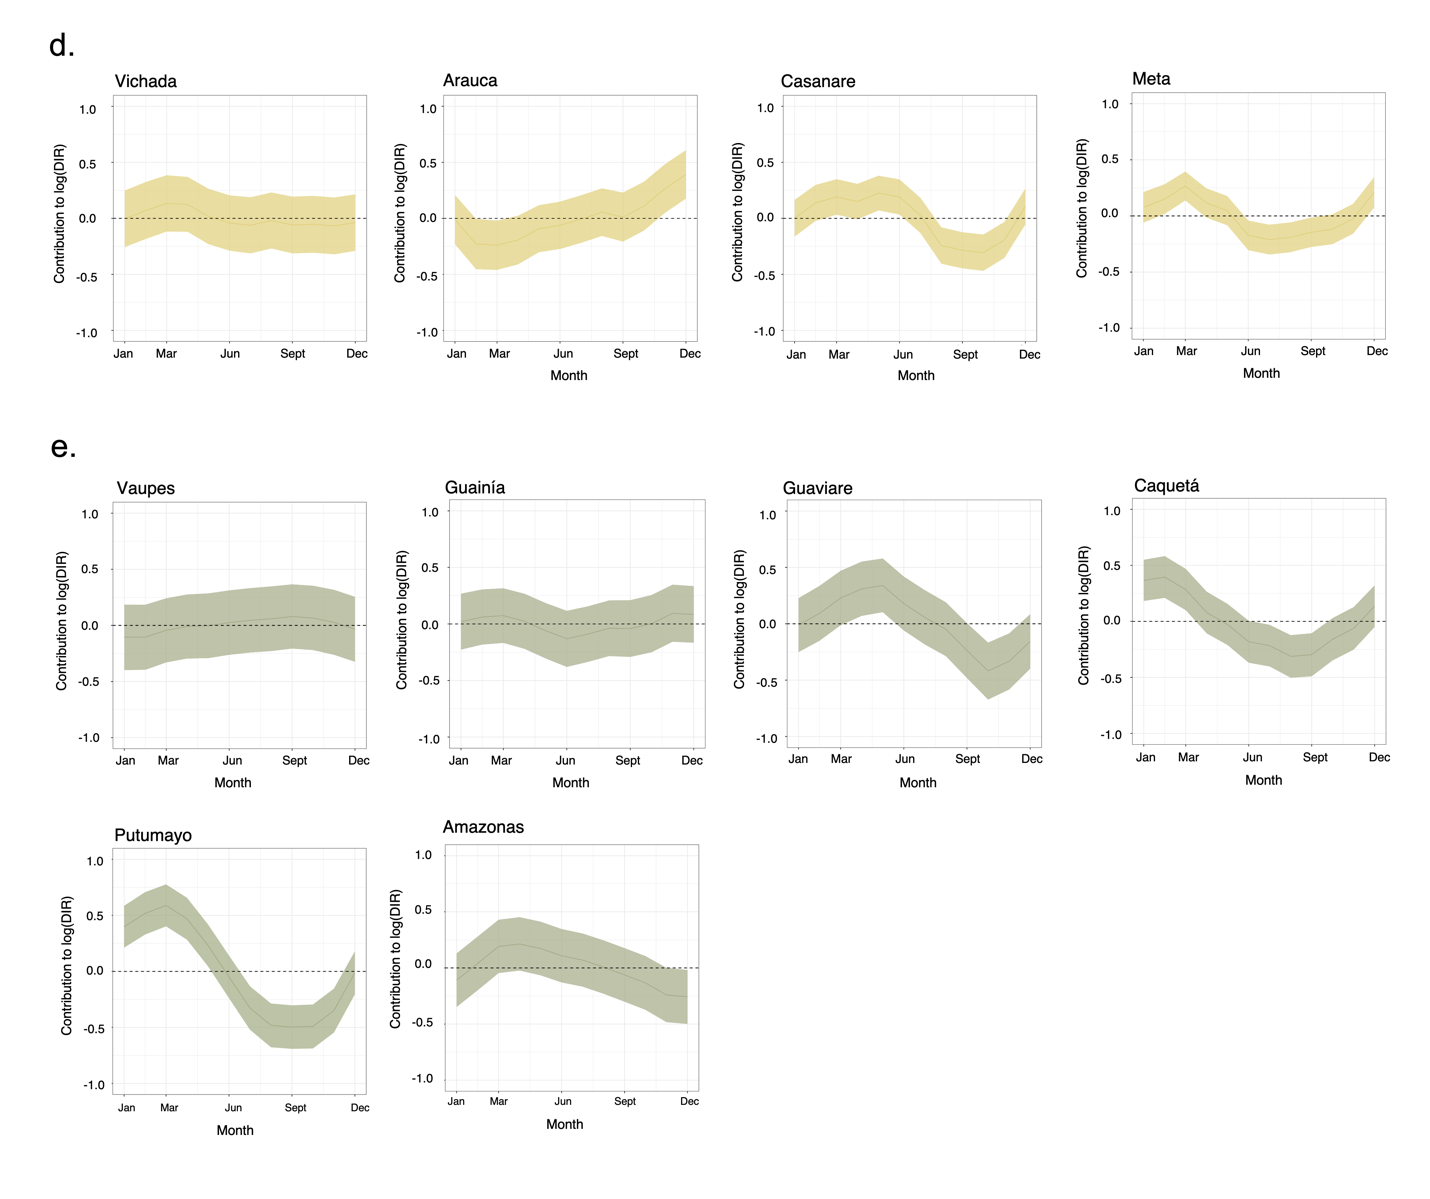 d.
Vichada
Arauca
Casanare
Meta
Contribution to log(DIR)
1.0
0.5
0.0
-0.5
-1.0
Jan Mar Jun Sept Dec
Contribution to log(DIR)
1.0
0.5
0.0
-0.5
-1.0
Jan Mar Jun Sept Dec
Month
Contribution to log(DIR)
1.0
0.5
0.0
-0.5
-1.0
Jan Mar Jun Sept Dec
Month
Contribution to log(DIR)
1.0
0.5
0.0
-0.5
-1.0
Jan Mar Jun Sept Dec
Month
e.
Vaupes
Guainía
Guaviare
Caquetá
Contribution to log(DIR)
1.0
0.5
0.0
-0.5
-1.0
Jan Mar Jun Sept Dec
Month
Contribution to log(DIR)
1.0
0.5
0.0
-0.5
-1.0
Jan Mar Jun Sept Dec
Month
Contribution to log(DIR)
1.0
0.5
0.0
-0.5
-1.0
Jan Mar Jun Sept Dec
Month
Contribution to log(DIR)
1.0
0.5
0.0
-0.5
-1.0
Jan Mar Jun Sept Dec
Month
Putumayo
Amazonas
Contribution to log(DIR)
1.0
0.5
0.0
-0.5
-1.0
Jan Mar Jun Sept Dec
Month
Contribution to log(DIR)
1.0
0.5
0.0
-0.5
-1.0
Jan Mar Jun Sept Dec
Month